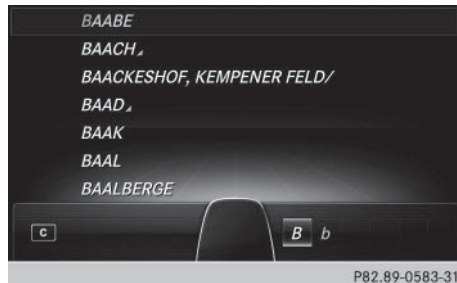 BAABE
BAACH
BAACKESHOF, KEMPENER FELD/
BAAD
BAAK
BAAL
BAALBERGE
C B b
P82.89-0583-31